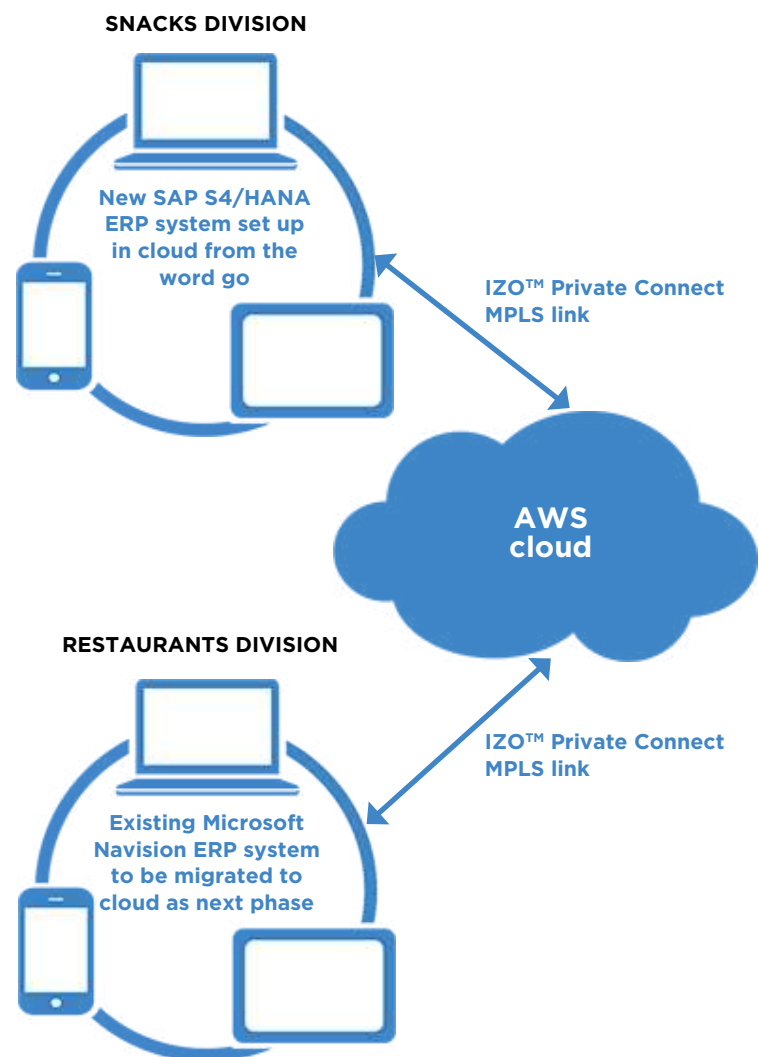 SNACKS DIVISION
New SAP S4/HANA
ERP system set up
in cloud from the
word go
IZO™ Private Connect
MPLS link
AWS
cloud
RESTAURANTS DIVISION
IZO™ Private Connect
MPLS link
Existing Microsoft
Navision ERP system
to be migrated to
cloud as next phase